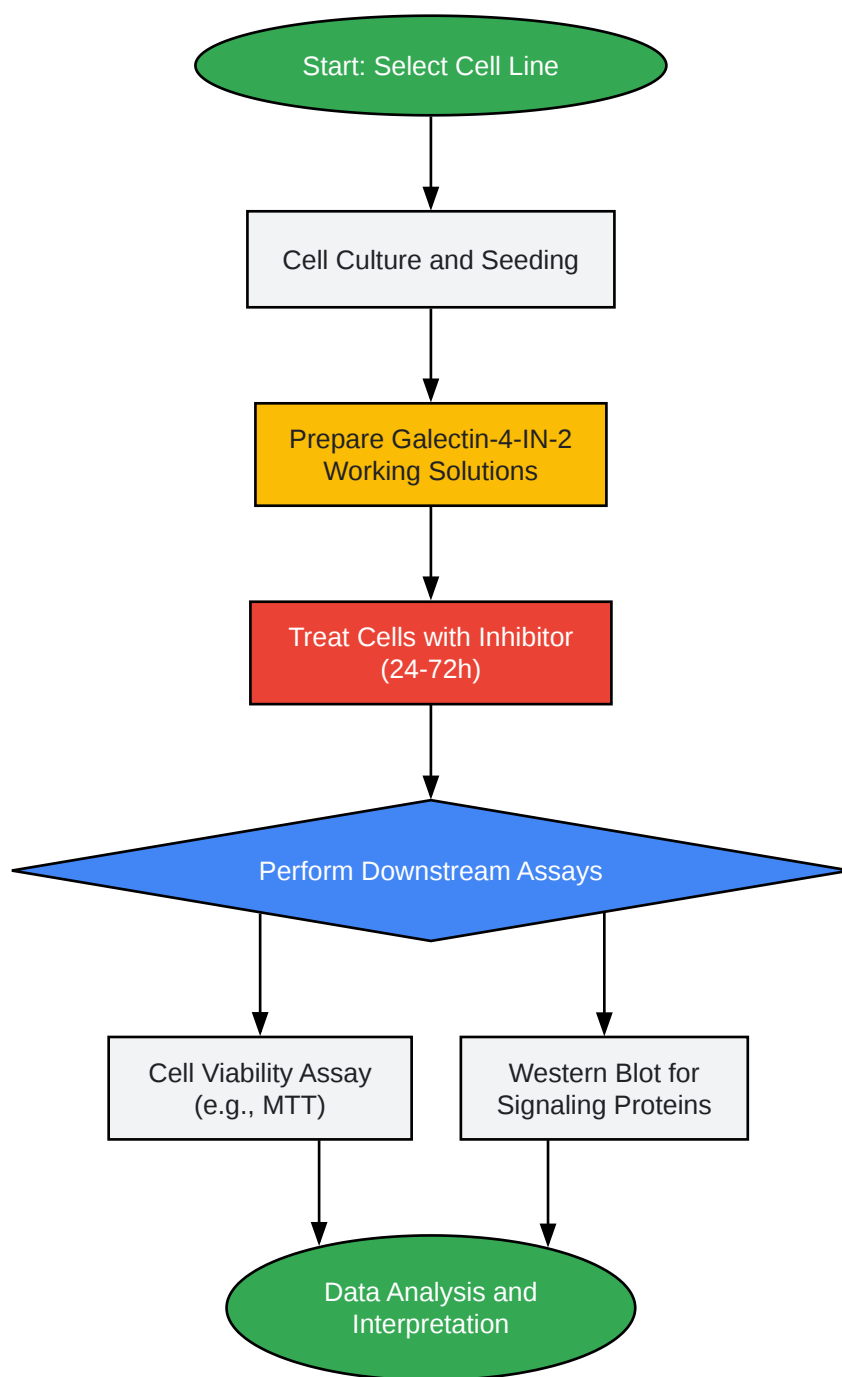 Start: Select Cell Line
Cell Culture and Seeding
Prepare Galectin-4-IN-2
Working Solutions
Treat Cells with Inhibitor
(24-72h)
Perform Downstream Assays
Cell Viability Assay
(e.g., MTT)
Western Blot for
Signaling Proteins
Data Analysis and
Interpretation